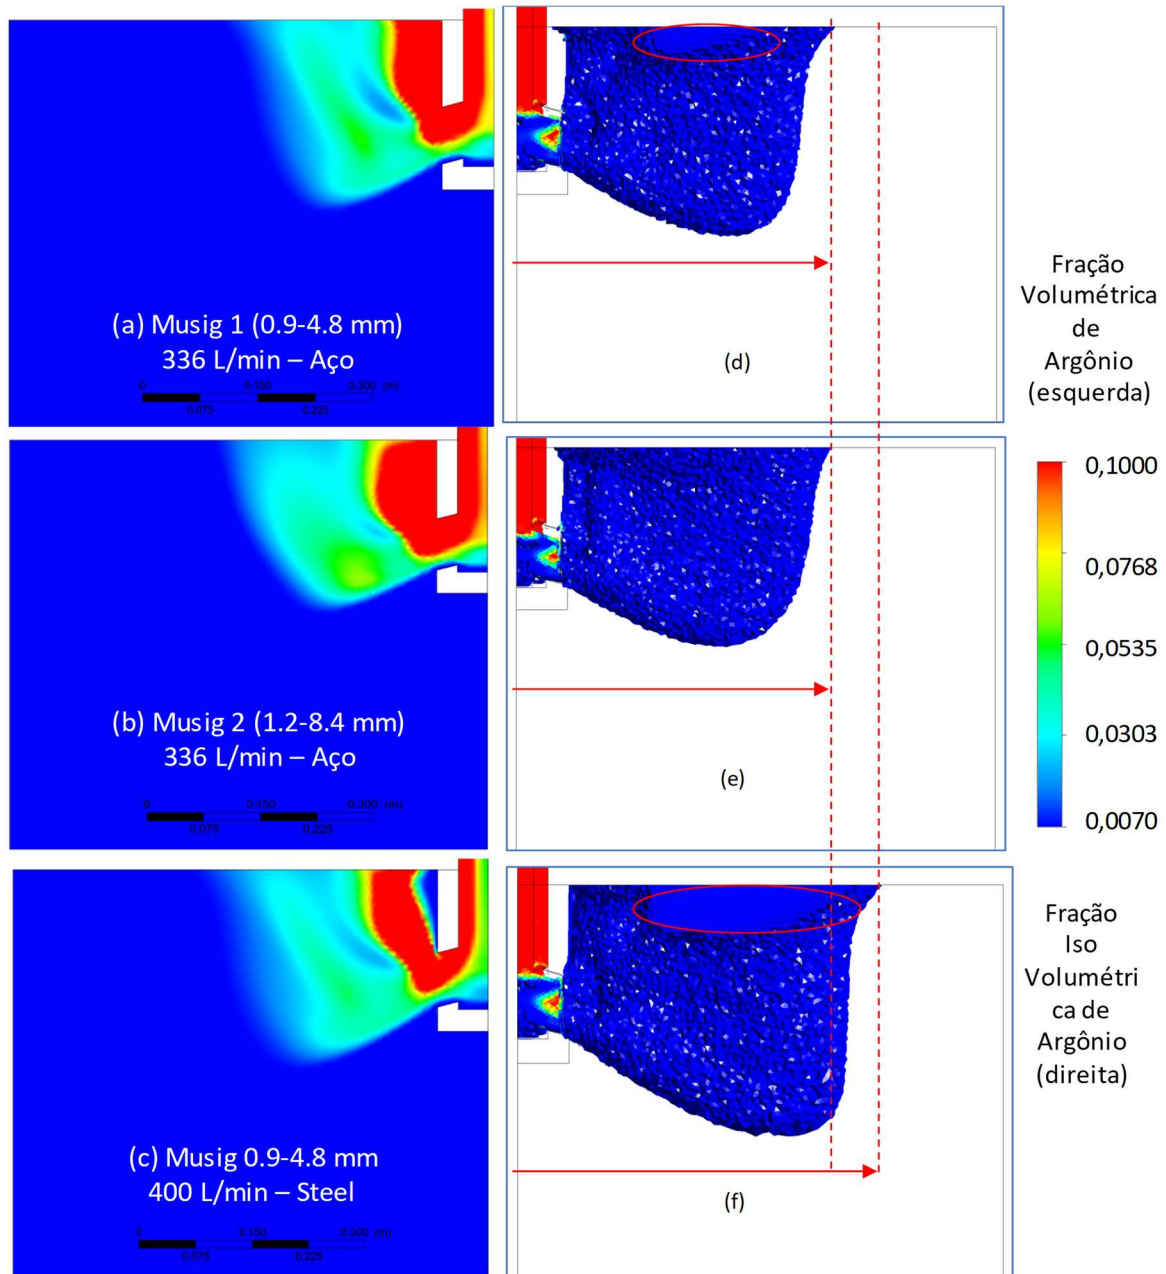 (a) Musig 1 (0.9-4.8 mm)
336 L/min – Aço
0 0.150 0.300 (m)
0.075 0.225
(d)
Fração
Volumétrica
de
Argônio
(esquerda)
(b) Musig 2 (1.2-8.4 mm)
336 L/min – Aço
0 0.150 0.300 (m)
0.075 0.225
(e)
0,1000
0,0768
0,0535
0,0303
0,0070
(c) Musig 0.9-4.8 mm
400 L/min – Steel
0 0.150 0.300 (m)
0.075 0.225
(f)
Fração
Iso
Volumétri
ca de
Argônio
(direita)